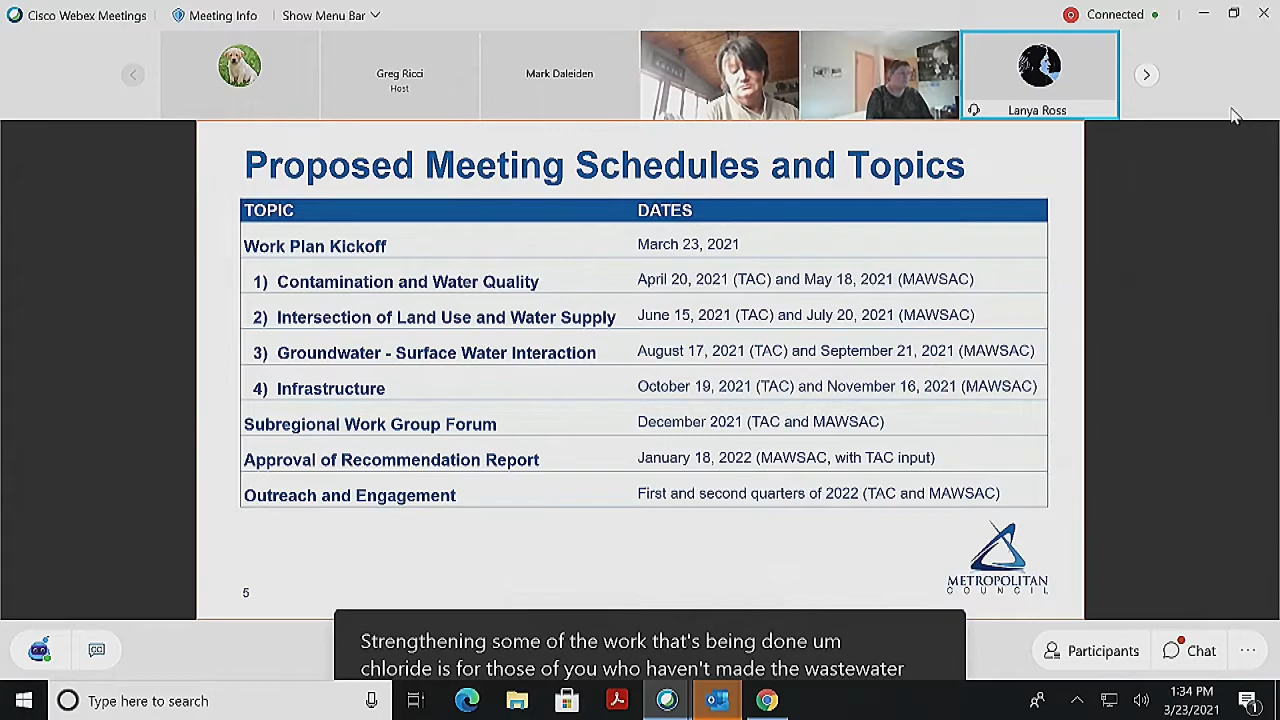 Cisco Webex Meetings
Meeting Info
Show Menu Bar
Connected
Greg Ricci
Host
Mark Daleiden
Lanya Ross
Proposed Meeting Schedules and Topics
TOPIC DATES
Work Plan Kickoff March 23, 2021
1) Contamination and Water Quality April 20, 2021 (TAC) and May 18, 2021 (MAWSAC)
2) Intersection of Land Use and Water Supply June 15, 2021 (TAC) and July 20, 2021 (MAWSAC)
3) Groundwater - Surface Water Interaction August 17, 2021 (TAC) and September 21, 2021 (MAWSAC)
4) Infrastructure October 19, 2021 (TAC) and November 16, 2021 (MAWSAC)
Subregional Work Group Forum December 2021 (TAC and MAWSAC)
Approval of Recommendation Report January 18, 2022 (MAWSAC, with TAC input)
Outreach and Engagement First and second quarters of 2022 (TAC and MAWSAC)
METROPOLITAN
COUNCIL
5
Strengthening some of the work that's being done um
chloride is for those of you who haven't made the wastewater
CC
Participants
Chat
Type here to search
1:34 PM
3/23/2021
1